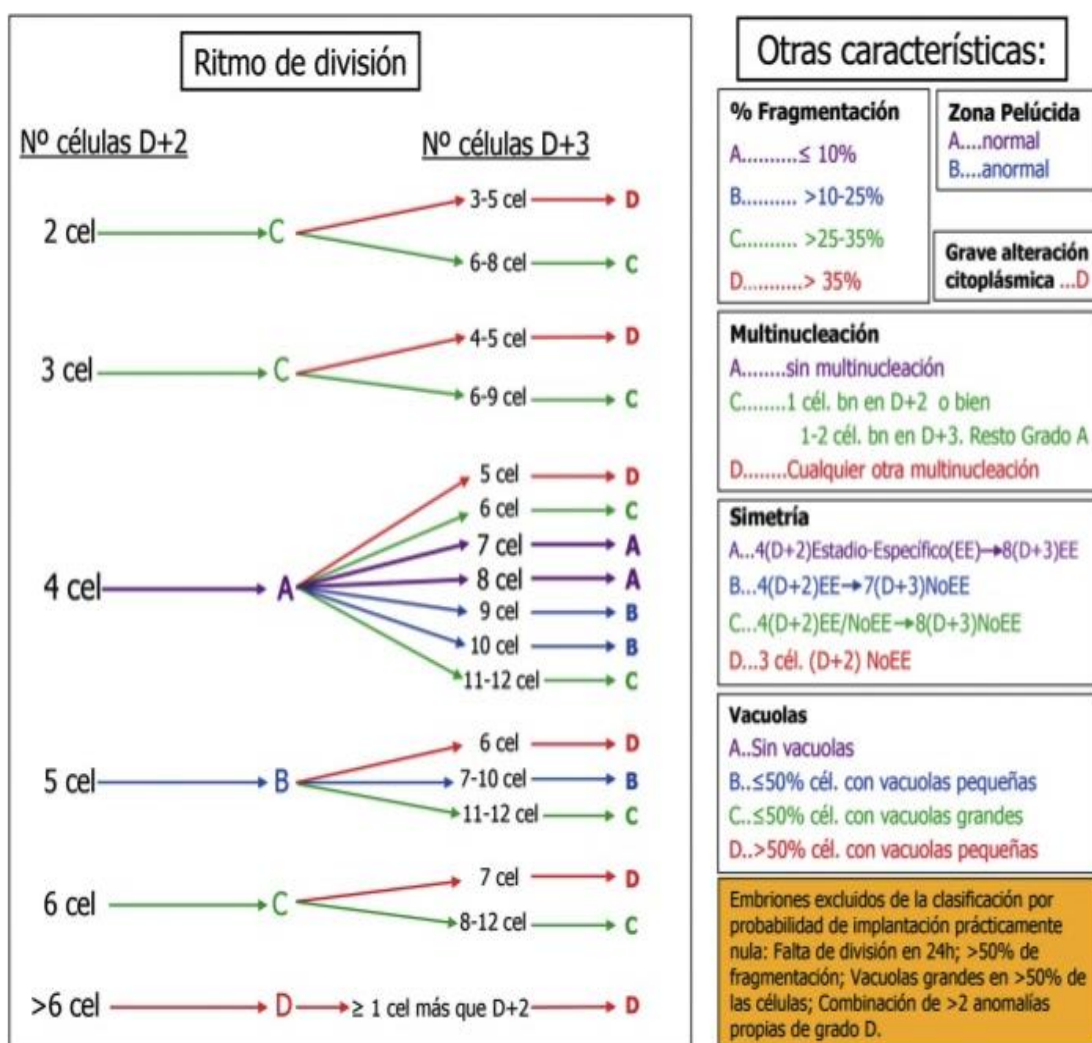 Ritmo de división
Nº células D+2
Nº células D+3
2 cel
C
3-5 cel
D
6-8 cel
C
3 cel
C
4-5 cel
D
6-9 cel
C
4 cel
A
5 cel
D
6 cel
C
7 cel
A
8 cel
A
9 cel
B
10 cel
B
11-12 cel
C
5 cel
B
6 cel
D
7-10 cel
B
11-12 cel
C
6 cel
C
7 cel
D
8-12 cel
C
>6 cel
D
≥ 1 cel más que D+2
D
Otras características:
% Fragmentación
A..........≤ 10%
B.......... >10-25%
C.......... >25-35%
D...........> 35%
Zona Pelúcida
A....normal
B....anormal
Grave alteración
citoplásmica ...D
Multinucleación
A........sin multinucleación
C........1 cél. bn en D+2 o bien
1-2 cél. bn en D+3. Resto Grado A
D........Cualquier otra multinucleación
Simetría
A...4(D+2)Estadio-Específico(EE)→8(D+3)EE
B...4(D+2)EE→7(D+3)NoEE
C...4(D+2)EE/NoEE→8(D+3)NoEE
D...3 cél. (D+2) NoEE
Vacuolas
A..Sin vacuolas
B..≤50% cél. con vacuolas pequeñas
C..≤50% cél. con vacuolas grandes
D..>50% cél. con vacuolas pequeñas
Embriones excluidos de la clasificación por
probabilidad de implantación prácticamente
nula: Falta de división en 24h; >50% de
fragmentación; Vacuolas grandes en >50% de
las células; Combinación de >2 anomalías
propias de grado D.